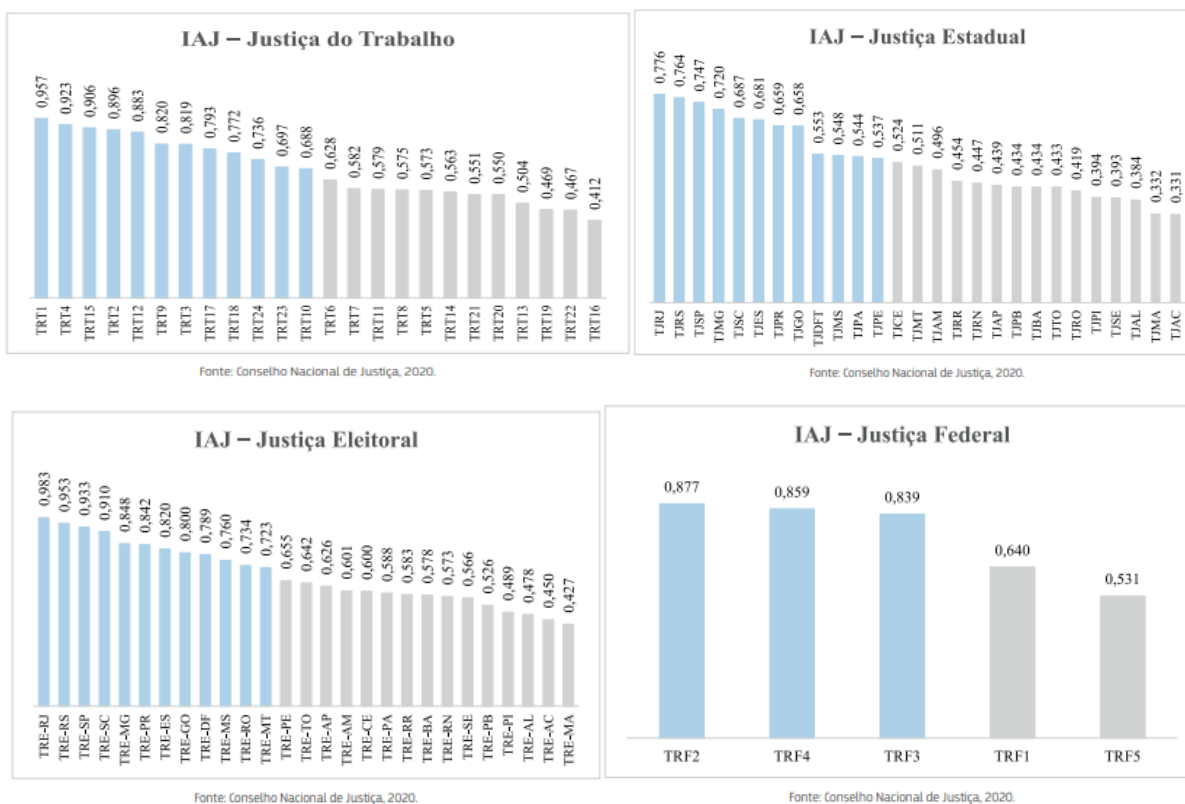 IAJ – Justiça do Trabalho
0,957 0,923 0,906 0,896 0,883 0,820 0,819 0,793 0,772 0,736 0,697 0,688 0,628 0,582 0,579 0,575 0,573 0,563 0,551 0,550 0,504 0,469 0,467 0,412
TRT1 TRT4 TRT15 TRT2 TRT12 TRT9 TRT3 TRT17 TRT18 TRT24 TRT23 TRT10 TRT6 TRT7 TRT11 TRT8 TRT5 TRT14 TRT21 TRT20 TRT13 TRT19 TRT22 TRT16
Fonte: Conselho Nacional de Justiça, 2020.
IAJ – Justiça Estadual
0,776 0,764 0,747 0,720 0,687 0,681 0,659 0,658 0,553 0,548 0,544 0,537 0,524 0,511 0,496 0,454 0,447 0,439 0,434 0,434 0,433 0,419 0,394 0,393 0,384 0,332 0,331
TJRJ TJRS TJSP TJMG TJSC TJES TJPR TJGO TJDFT TJMS TJPA TJPE TJCE TJMT TJAM TJRR TJRN TJAP TJPB TJBA TJTO TJRO TJPI TJSE TJAL TJMA TJAC
Fonte: Conselho Nacional de Justiça, 2020.
IAJ – Justiça Eleitoral
0,983 0,953 0,933 0,910 0,848 0,842 0,820 0,800 0,789 0,760 0,734 0,723 0,655 0,642 0,626 0,601 0,600 0,588 0,583 0,578 0,573 0,566 0,526 0,489 0,478 0,450 0,427
TRE-RJ TRE-RS TRE-SP TRE-SC TRE-MG TRE-PR TRE-ES TRE-GO TRE-DF TRE-MS TRE-RO TRE-MT TRE-PE TRE-TO TRE-AP TRE-AM TRE-CE TRE-PA TRE-RR TRE-BA TRE-RN TRE-SE TRE-PB TRE-PI TRE-AL TRE-AC TRE-MA
Fonte: Conselho Nacional de Justiça, 2020.
IAJ – Justiça Federal
0,877 0,859 0,839 0,640 0,531
TRF2 TRF4 TRF3 TRF1 TRF5
Fonte: Conselho Nacional de Justiça, 2020.